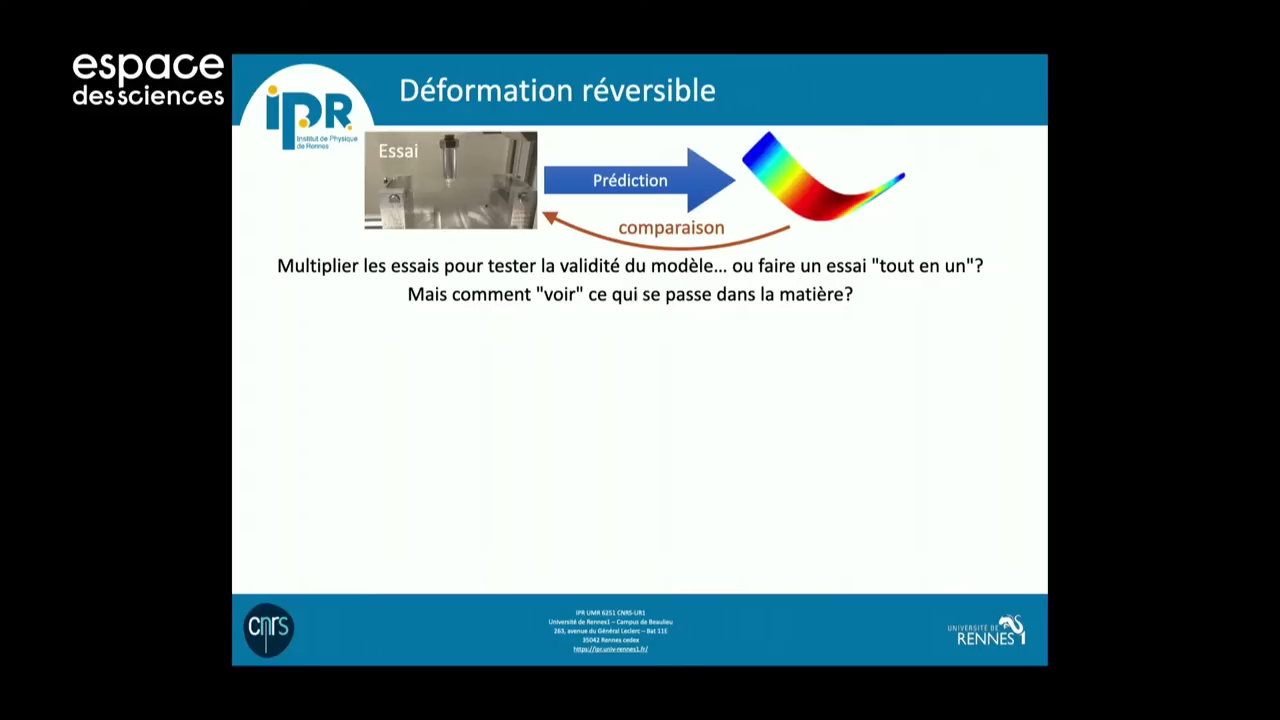 espace
des sciences
Déformation réversible
iPR
Institut de Physique
de Rennes
Essai
Prédiction
comparaison
Multiplier les essais pour tester la validité du modèle... ou faire un essai "tout en un"?
Mais comment "voir" ce qui se passe dans la matière?
cnrs
IPR UMR 6251 CNRS-UR1
Université de Rennes1 – Campus de Beaulieu
263, avenue du Général Leclerc – Bat 11E
35042 Rennes cedex
https://ipr.univ-rennes1.fr/
UNIVERSITÉ DE
RENNES 1